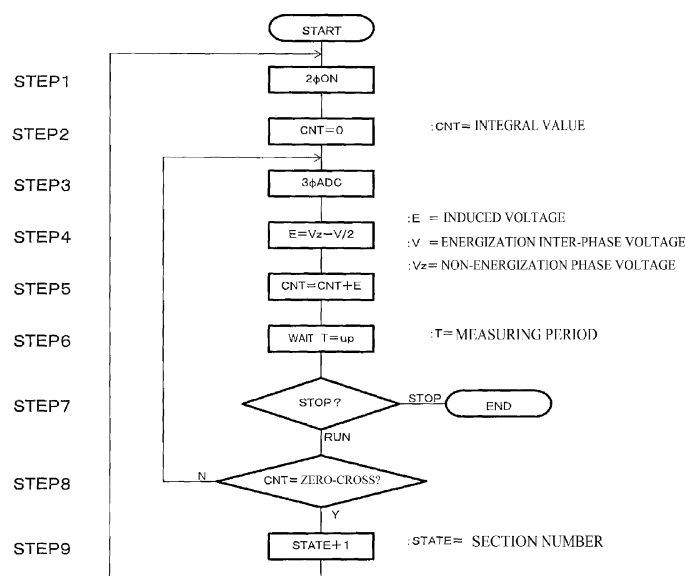 START
STEP1
2ϕON
STEP2
CNT=0
:CNT= INTEGRAL VALUE
STEP3
3ϕADC
STEP4
E=Vz-V/2
:E = INDUCED VOLTAGE
:V = ENERGIZATION INTER-PHASE VOLTAGE
:Vz= NON-ENERGIZATION PHASE VOLTAGE
STEP5
CNT=CNT+E
STEP6
WAIT T=up
:T= MEASURING PERIOD
STEP7
STOP?
STOP
END
RUN
STEP8
N
CNT= ZERO-CROSS?
Y
STEP9
STATE+1
:STATE= SECTION NUMBER